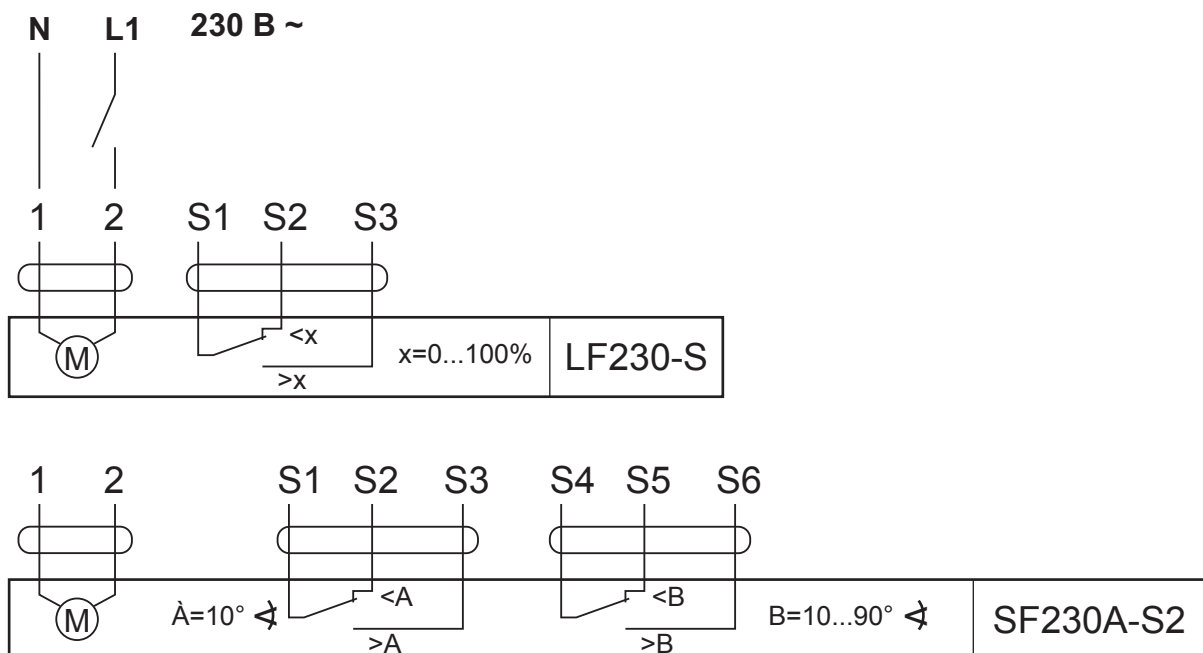 N L1 230 В ~
1 2 S1 S2 S3
M <x >x x=0...100% LF230-S
1 2 S1 S2 S3 S4 S5 S6
M À=10° ∢ <A >A <B >B B=10...90° ∢ SF230A-S2